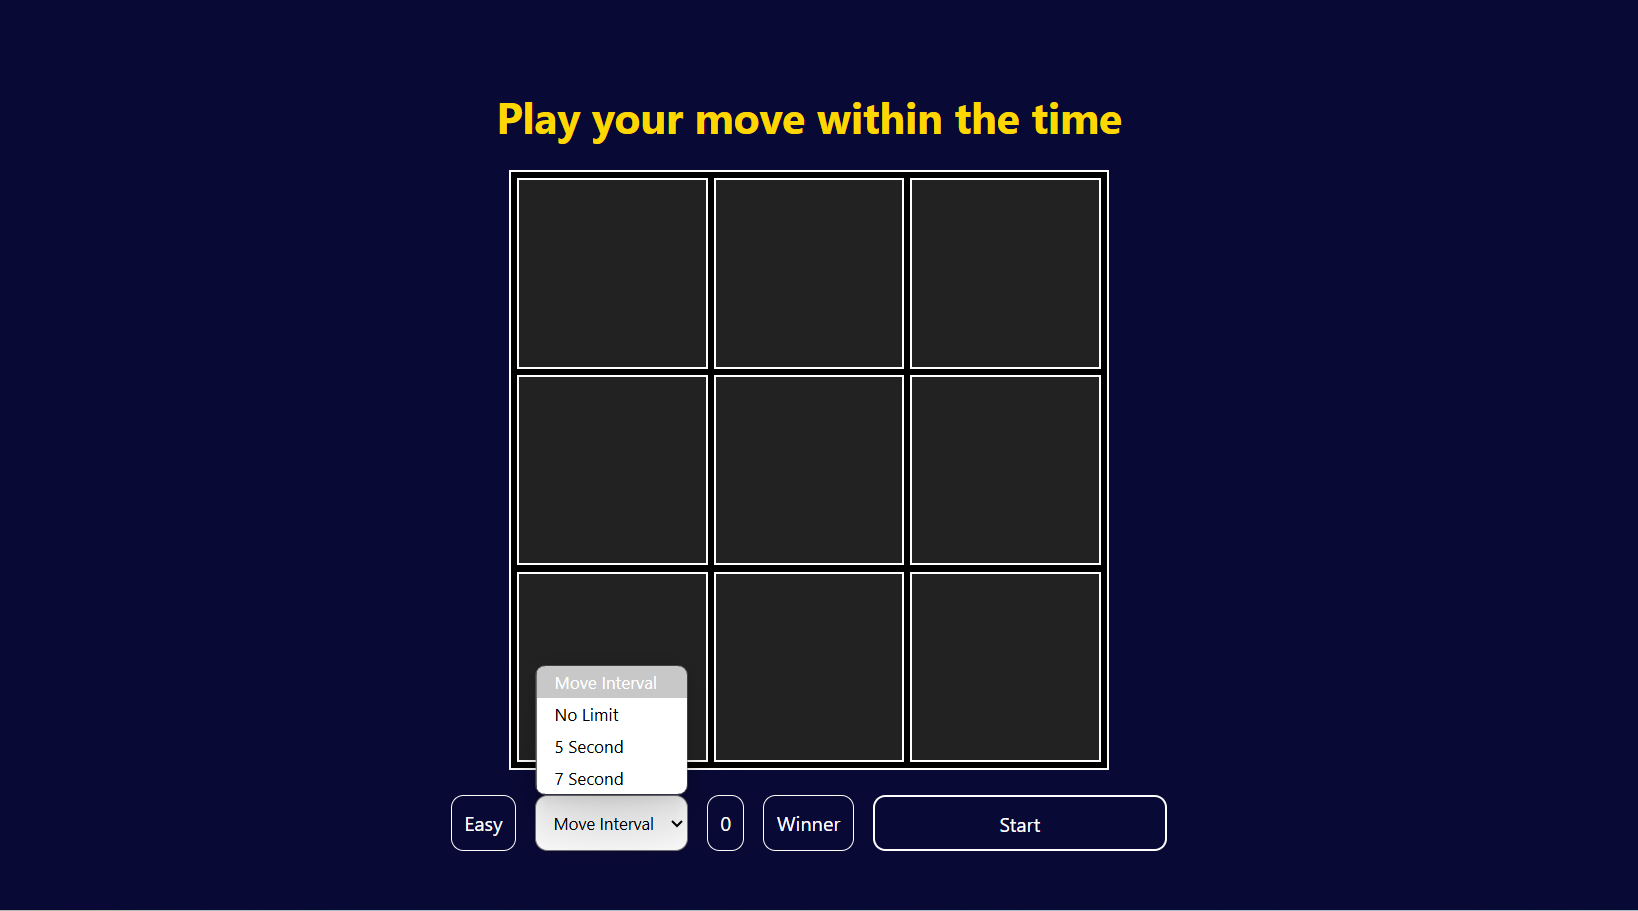 Play your move within the time
Move Interval
No Limit
5 Second
7 Second
Easy
Move Interval
0
Winner
Start